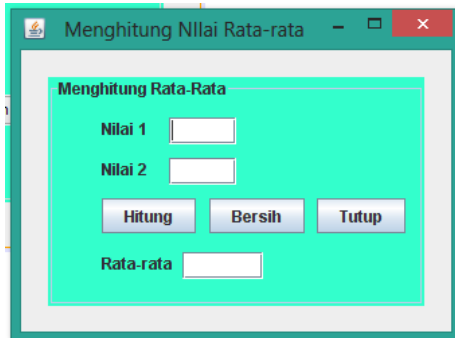 Menghitung NIlai Rata-rata
Menghitung Rata-Rata
Nilai 1
Nilai 2
Hitung Bersih Tutup
Rata-rata